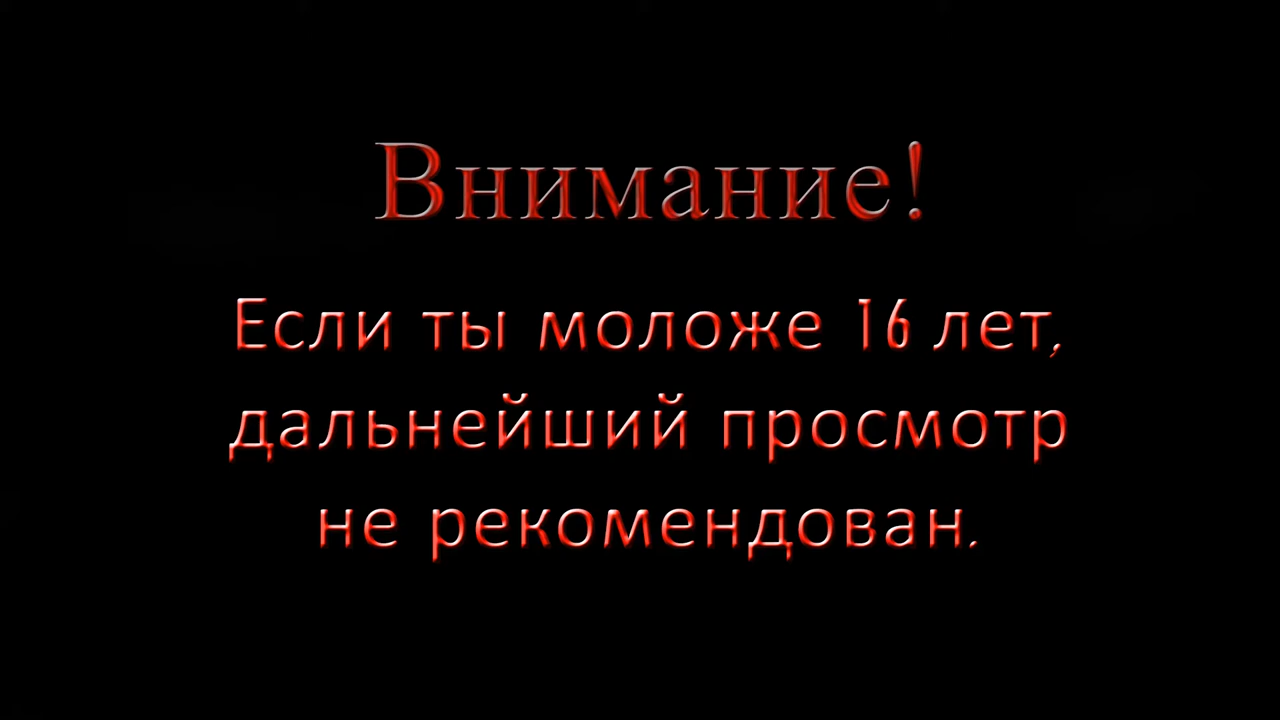 Внимание!
Если ты моложе 16 лет,
дальнейший просмотр
не рекомендован.